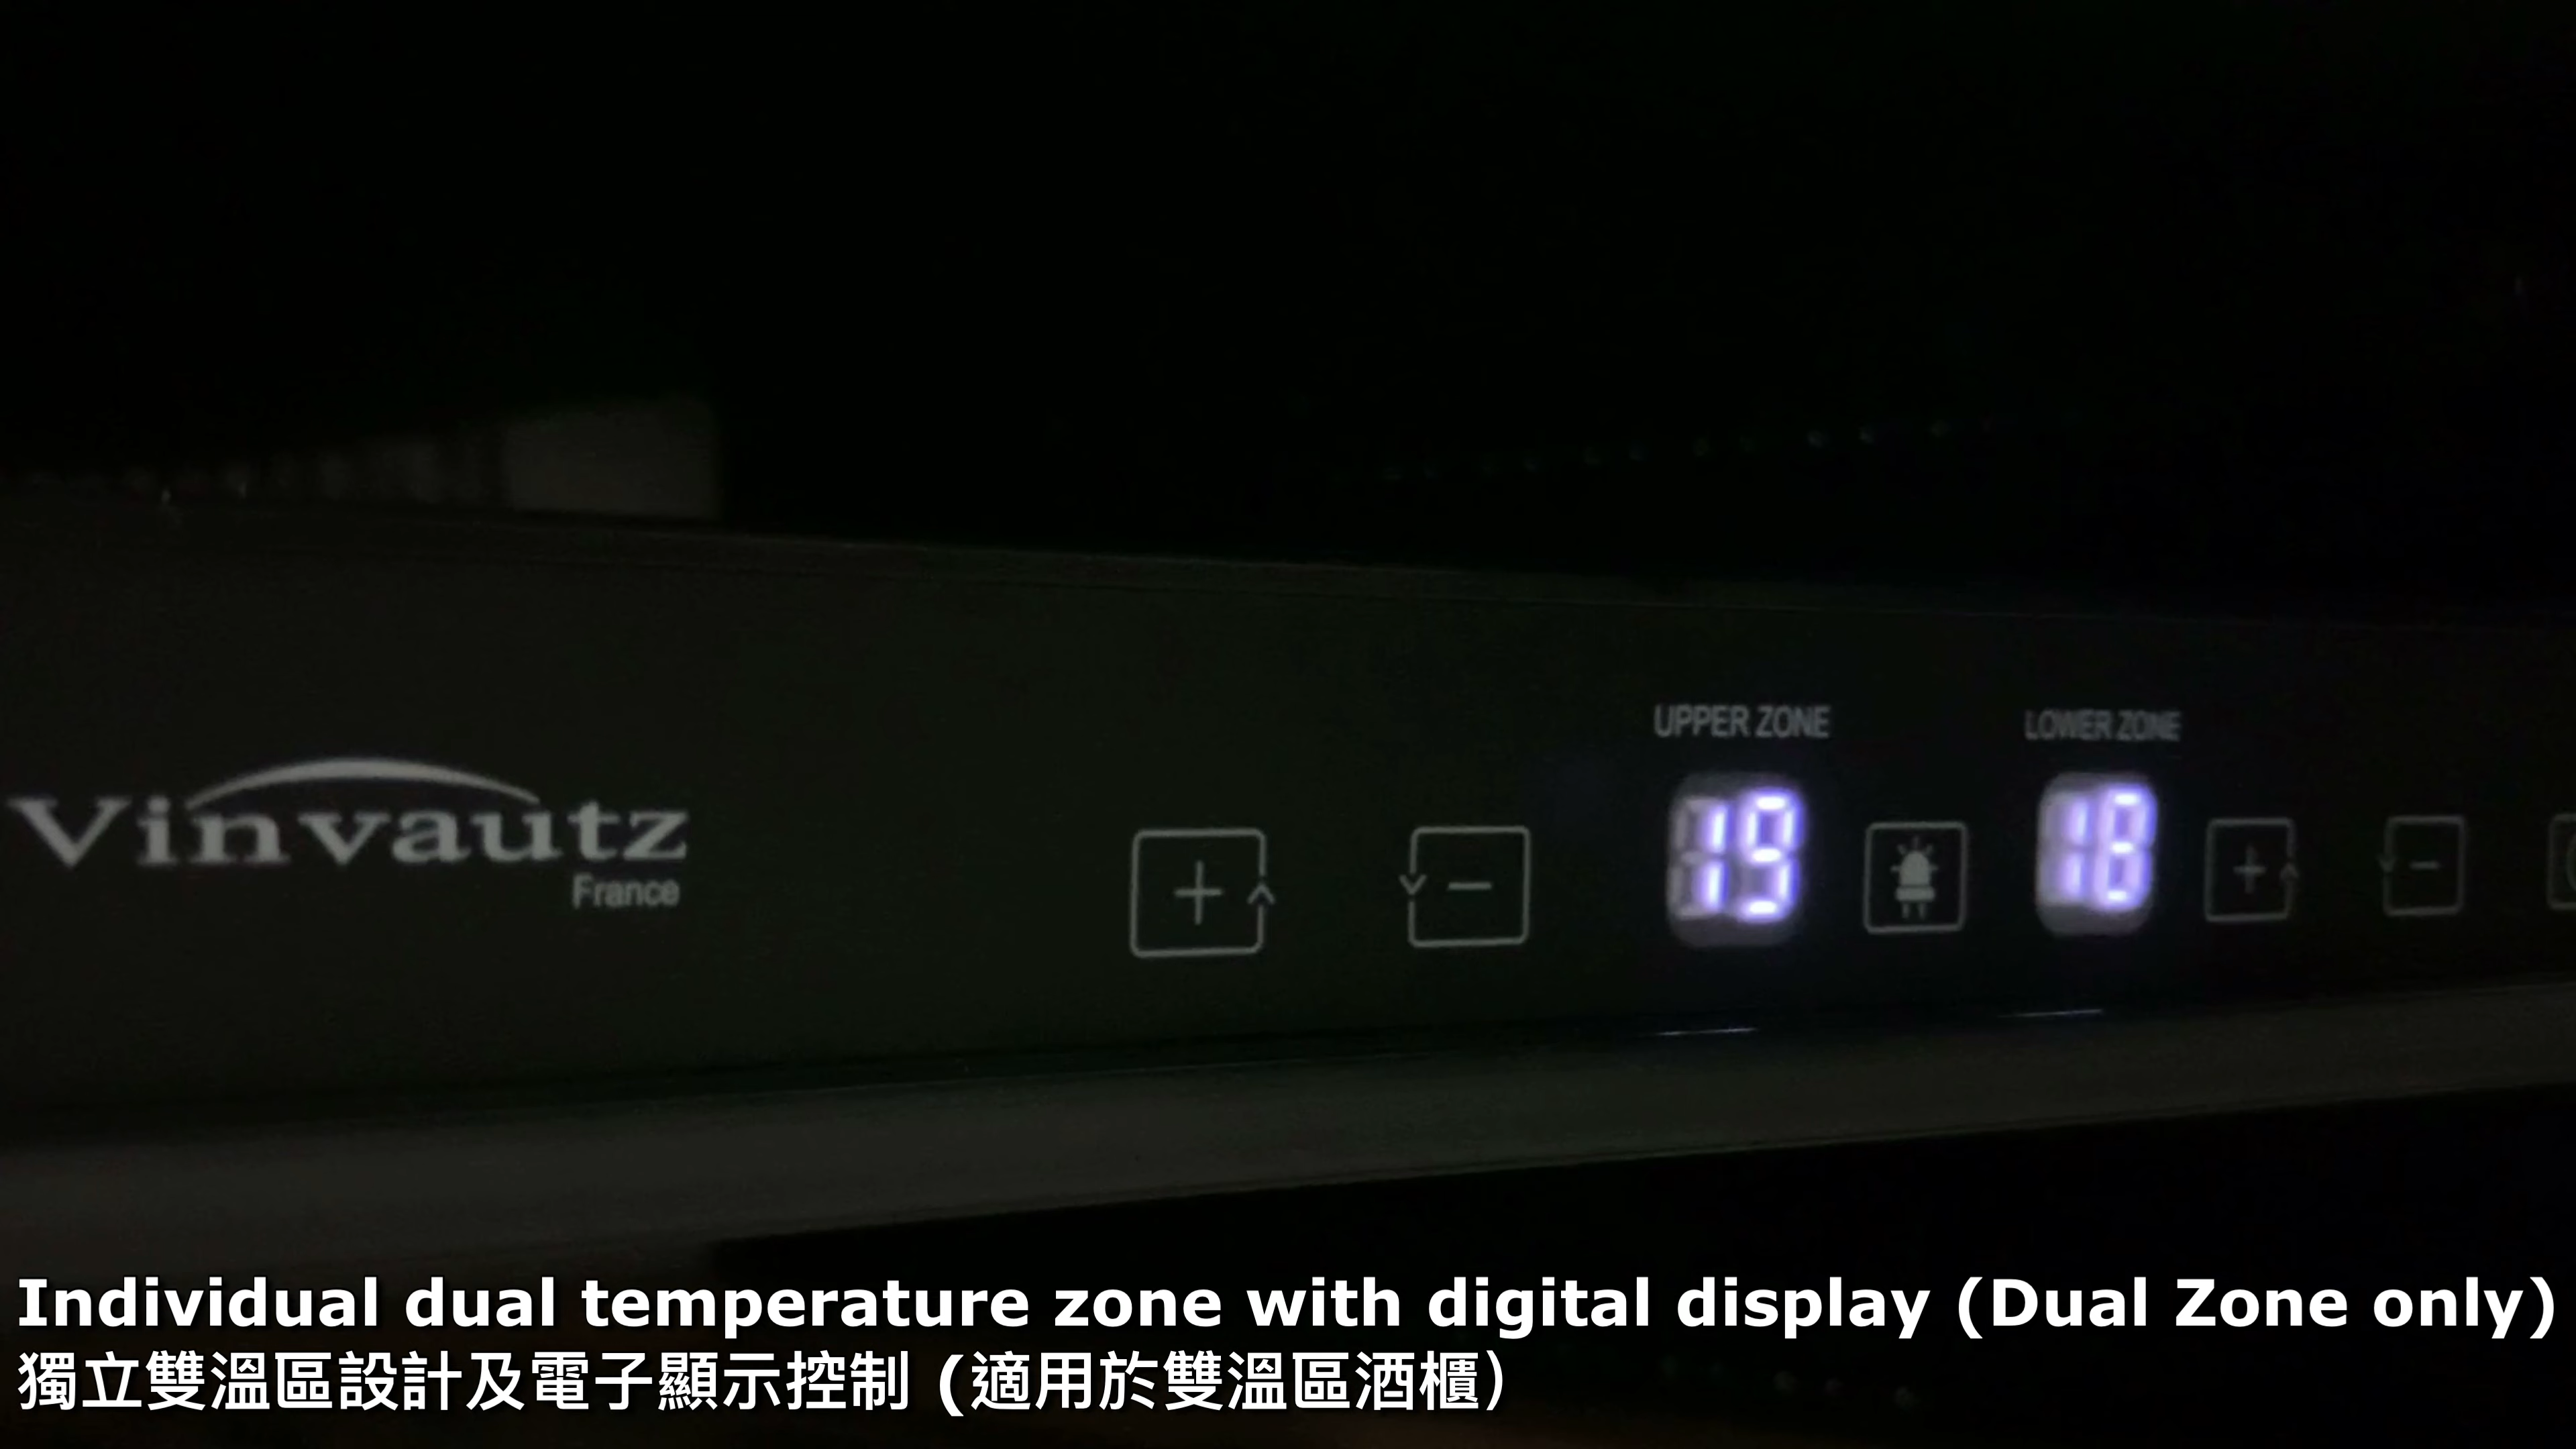 UPPER ZONE
LOWER ZONE
Vinvautz
France
19
18
Individual dual temperature zone with digital display (Dual Zone only)
獨立雙溫區設計及電子顯示控制 (適用於雙溫區酒櫃)